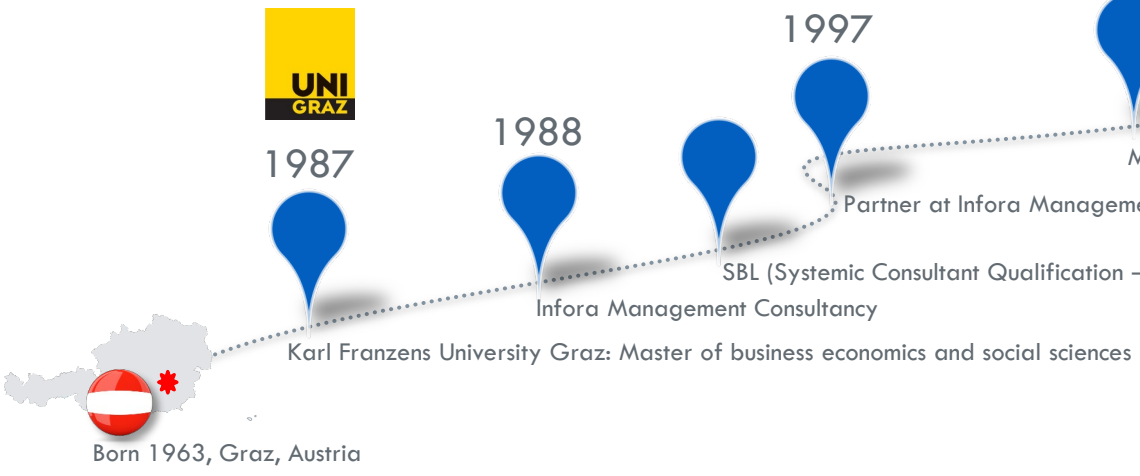 1997
UNI
GRAZ
1988
1987
Partner at Infora
SBL (Systemic Consultant Qualification –
Infora Management Consultancy
Karl Franzens University Graz: Master of business economics and social sciences
Born 1963, Graz, Austria